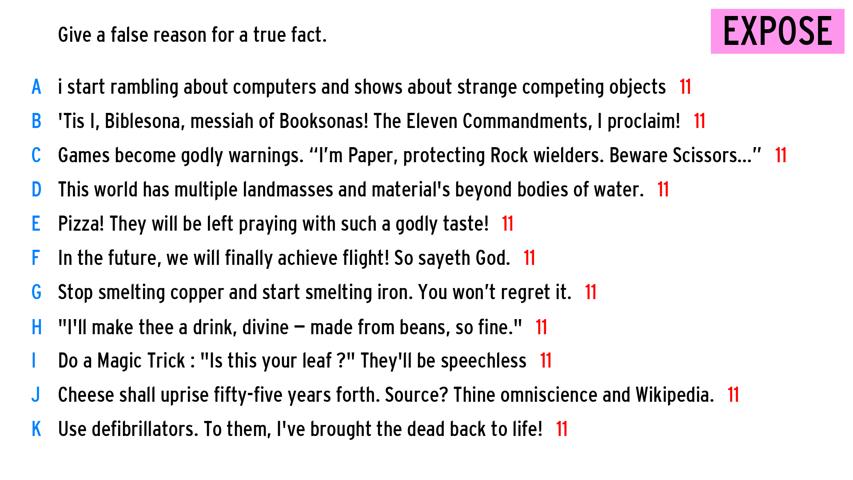 Give a false reason for a true fact.
EXPOSE
A i start rambling about computers and shows about strange competing objects 11
B 'Tis I, Biblesona, messiah of Booksonas! The Eleven Commandments, I proclaim! 11
C Games become godly warnings. “I’m Paper, protecting Rock wielders. Beware Scissors...” 11
D This world has multiple landmasses and material's beyond bodies of water. 11
E Pizza! They will be left praying with such a godly taste! 11
F In the future, we will finally achieve flight! So sayeth God. 11
G Stop smelting copper and start smelting iron. You won’t regret it. 11
H "I'll make thee a drink, divine – made from beans, so fine." 11
I Do a Magic Trick : "Is this your leaf ?" They'll be speechless 11
J Cheese shall uprise fifty-five years forth. Source? Thine omniscience and Wikipedia. 11
K Use defibrillators. To them, I've brought the dead back to life! 11